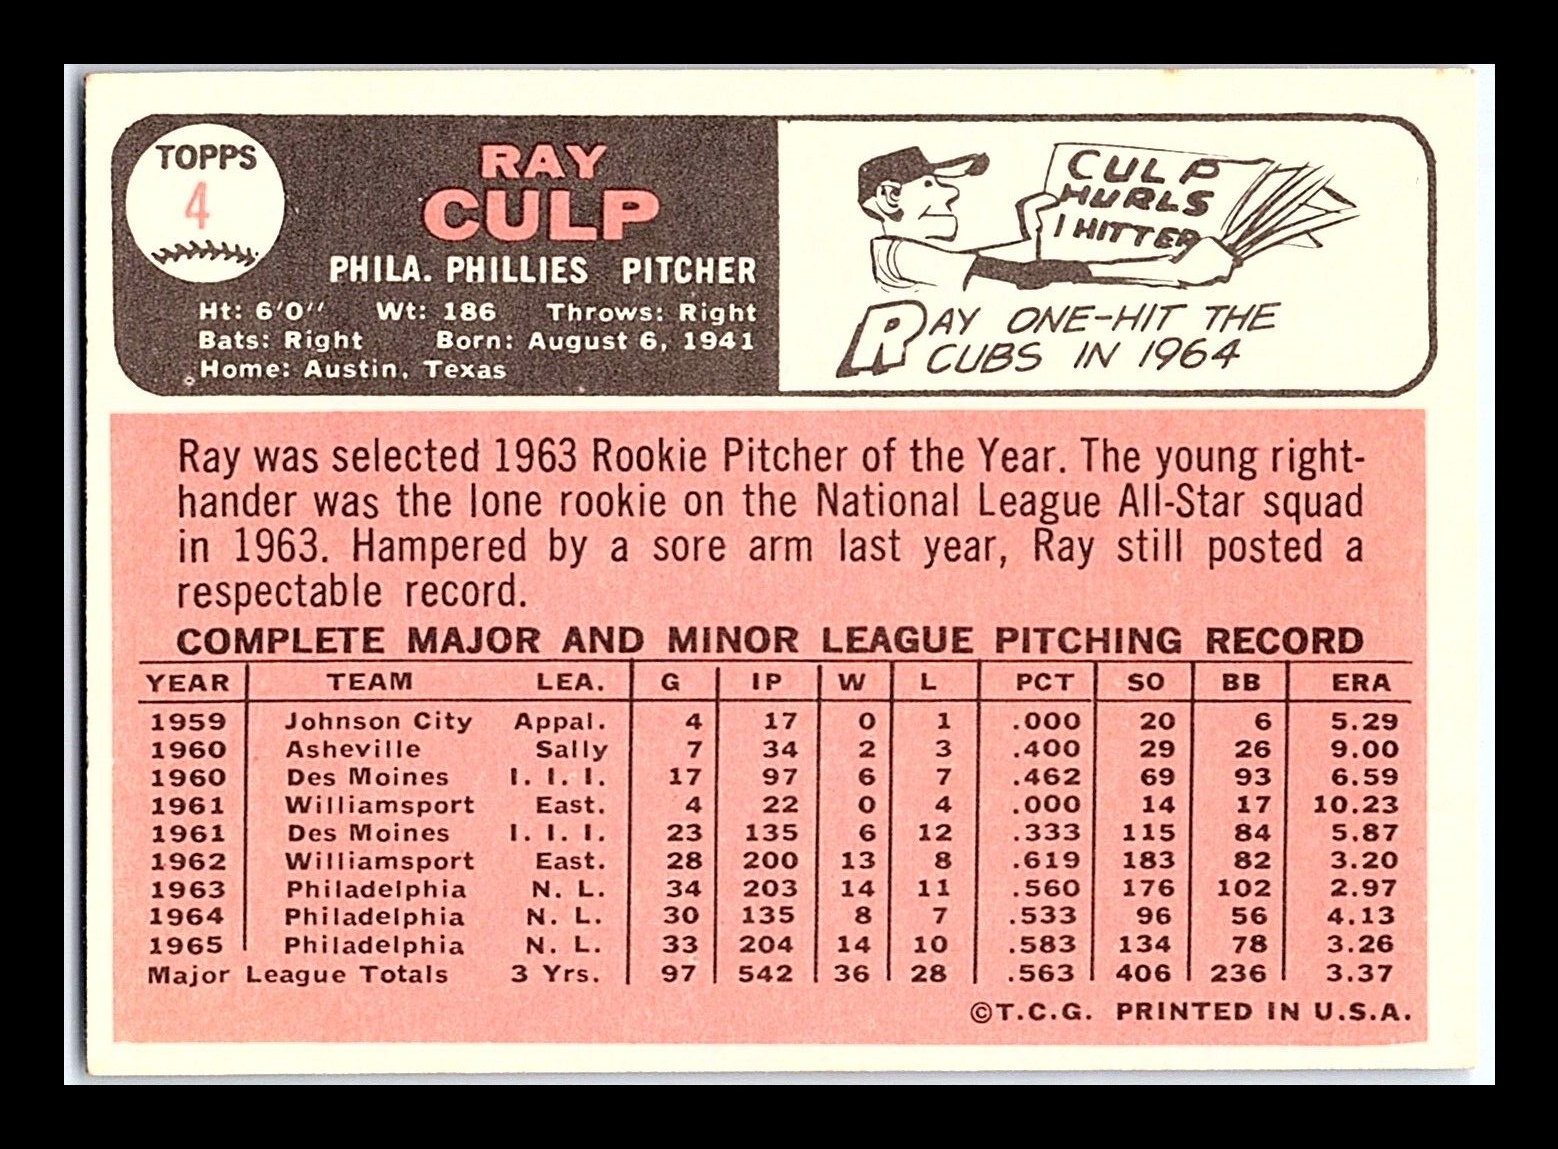 TOPPS
4
RAY
CULP
PHILA. PHILLIES PITCHER
Ht: 6'0" Wt: 186 Throws: Right
Bats: Right Born: August 6, 1941
Home: Austin, Texas
CULP
HURLS
1 HITTER
RAY ONE-HIT THE
CUBS IN 1964
Ray was selected 1963 Rookie Pitcher of the Year. The young right-
hander was the lone rookie on the National League All-Star squad
in 1963. Hampered by a sore arm last year, Ray still posted a
respectable record.
COMPLETE MAJOR AND MINOR LEAGUE PITCHING RECORD
YEAR TEAM LEA. G IP W L PCT SO BB ERA
1959 Johnson City Appal. 4 17 0 1 .000 20 6 5.29
1960 Asheville Sally 7 34 2 3 .400 29 26 9.00
1960 Des Moines I. I. I. 17 97 6 7 .462 69 93 6.59
1961 Williamsport East. 4 22 0 4 .000 14 17 10.23
1961 Des Moines I. I. I. 23 135 6 12 .333 115 84 5.87
1962 Williamsport East. 28 200 13 8 .619 183 82 3.20
1963 Philadelphia N. L. 34 203 14 11 .560 176 102 2.97
1964 Philadelphia N. L. 30 135 8 7 .533 96 56 4.13
1965 Philadelphia N. L. 33 204 14 10 .583 134 78 3.26
Major League Totals 3 Yrs. 97 542 36 28 .563 406 236 3.37
©T.C.G. PRINTED IN U.S.A.